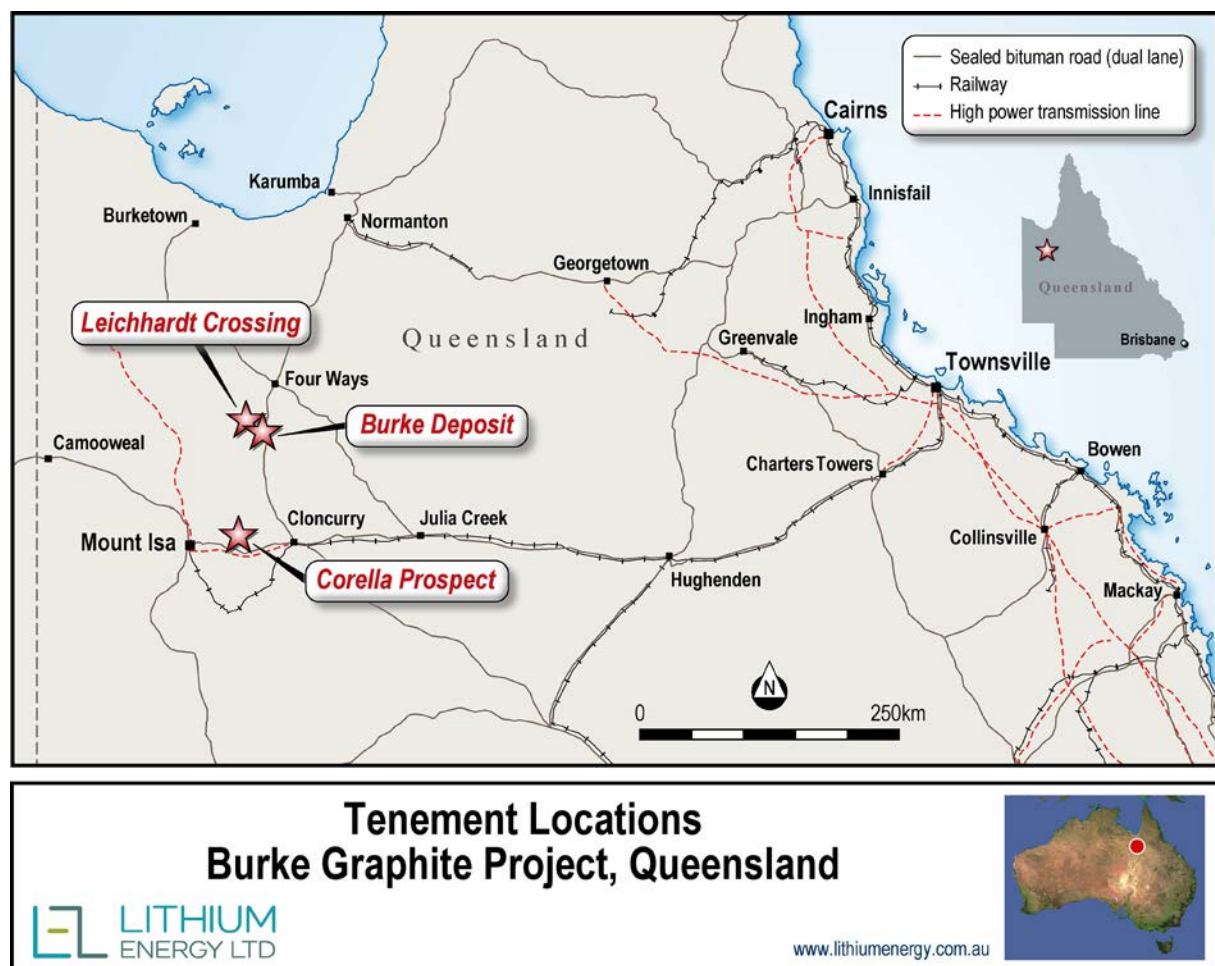 Sealed bituman road (dual lane)
Railway
High power transmission line
Cairns
Karumba
Innisfail
Burketown
Normanton
Georgetown
Queensland
Brisbane
Leichhardt Crossing
Queensland
Ingham
Greenvale
Four Ways
Townsville
Burke Deposit
Camooweal
Bowen
Charters Towers
Mount Isa
Cloncurry
Julia Creek
Collinsville
Corella Prospect
Hughenden
Mackay
N
0
250km
Tenement Locations
Burke Graphite Project, Queensland
LEL
LITHIUM
ENERGY LTD
www.lithiumenergy.com.au